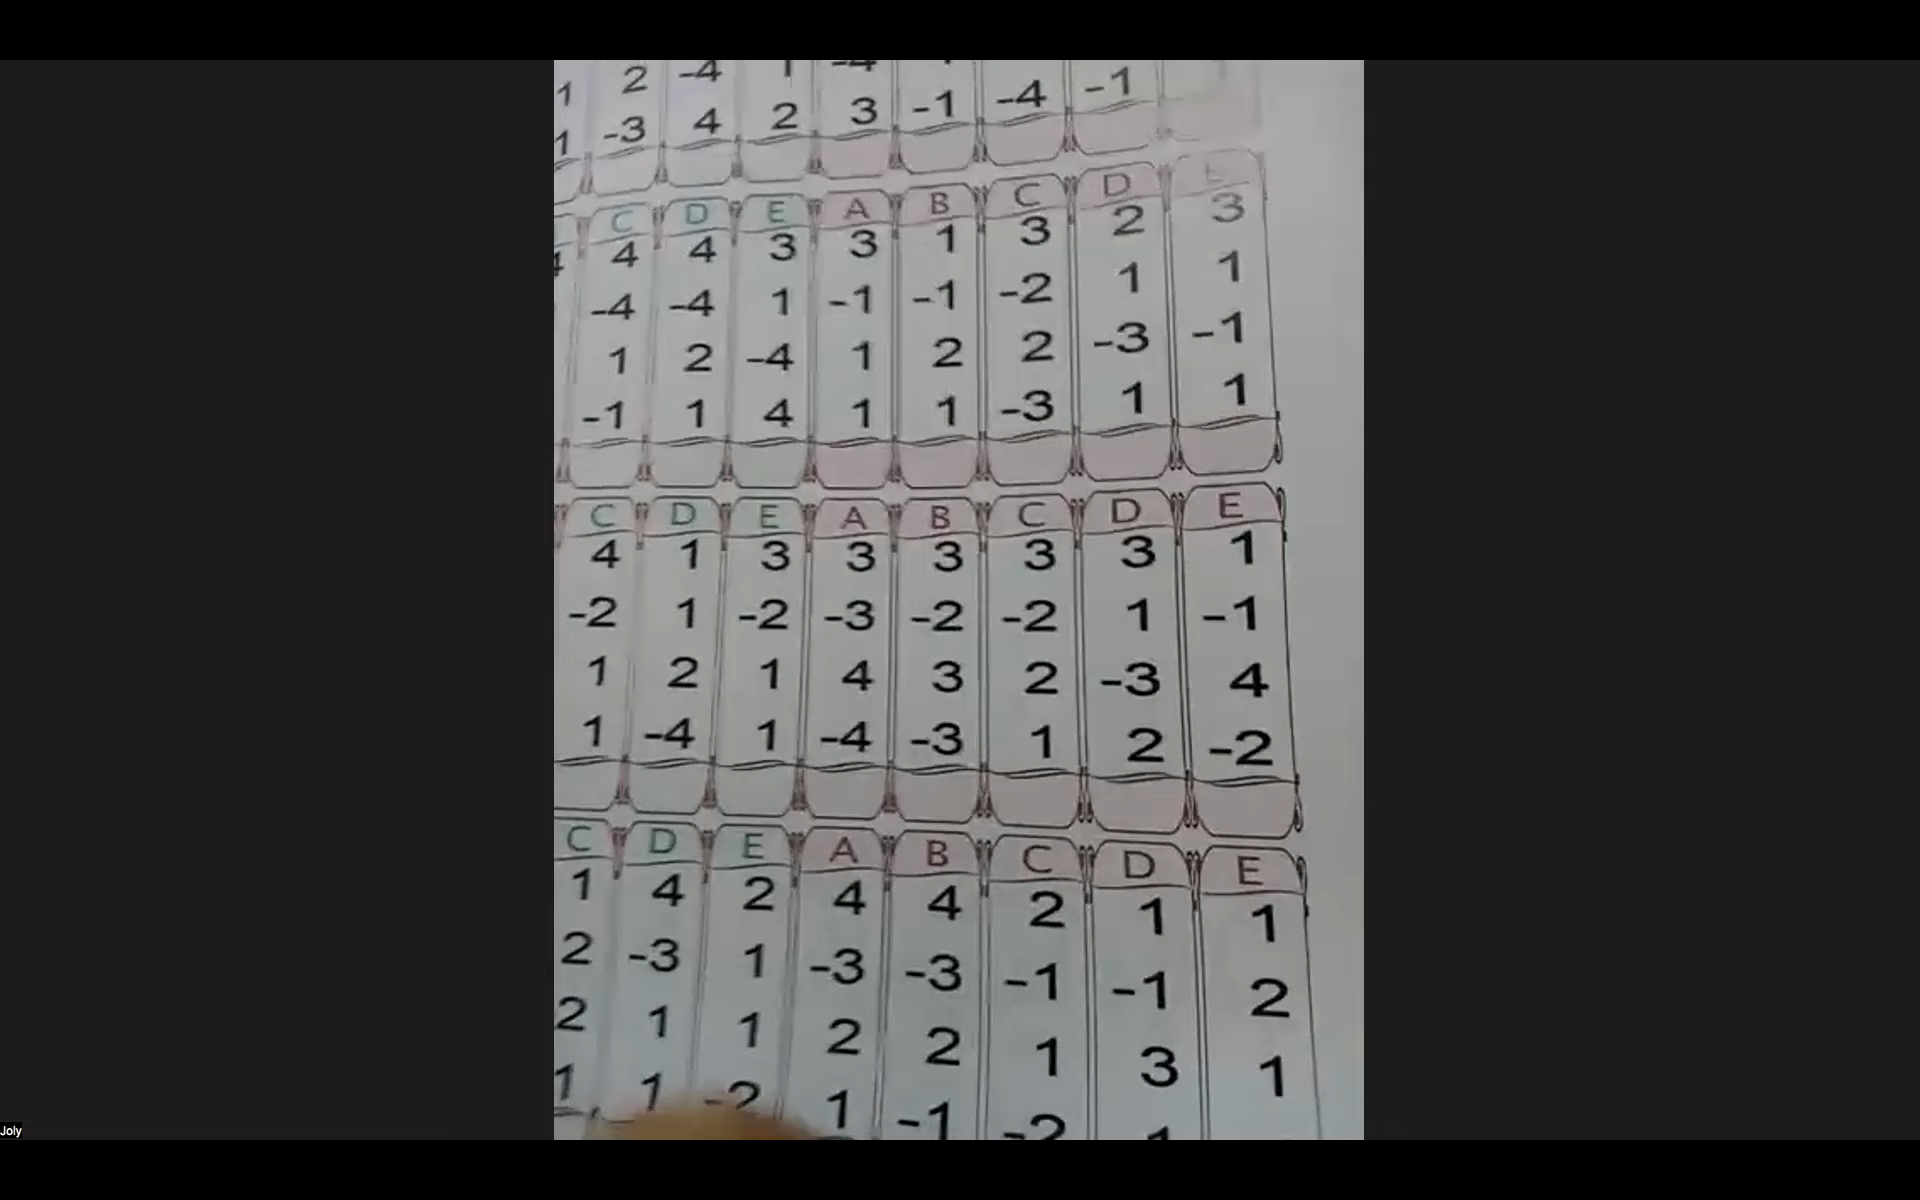 1 2 -4 1 -4
1 -3 4 2 3 -1 -4 -1
C D E A B C D E
4 4 4 3 3 1 3 2 3
-4 -4 1 -1 -1 -2 1 1
1 2 -4 1 2 2 -3 -1
-1 1 4 1 1 -3 1 1
C D E A B C D E
4 1 3 3 3 3 3 1
-2 1 -2 -3 -2 -2 1 -1
1 2 1 4 3 2 -3 4
1 -4 1 -4 -3 1 2 -2
C D E A B C D E
1 4 2 4 4 2 1 1
2 -3 1 -3 -3 -1 -1 2
2 1 1 2 2 1 3 1
1 1 -2 1 -1 -2 1
Joly